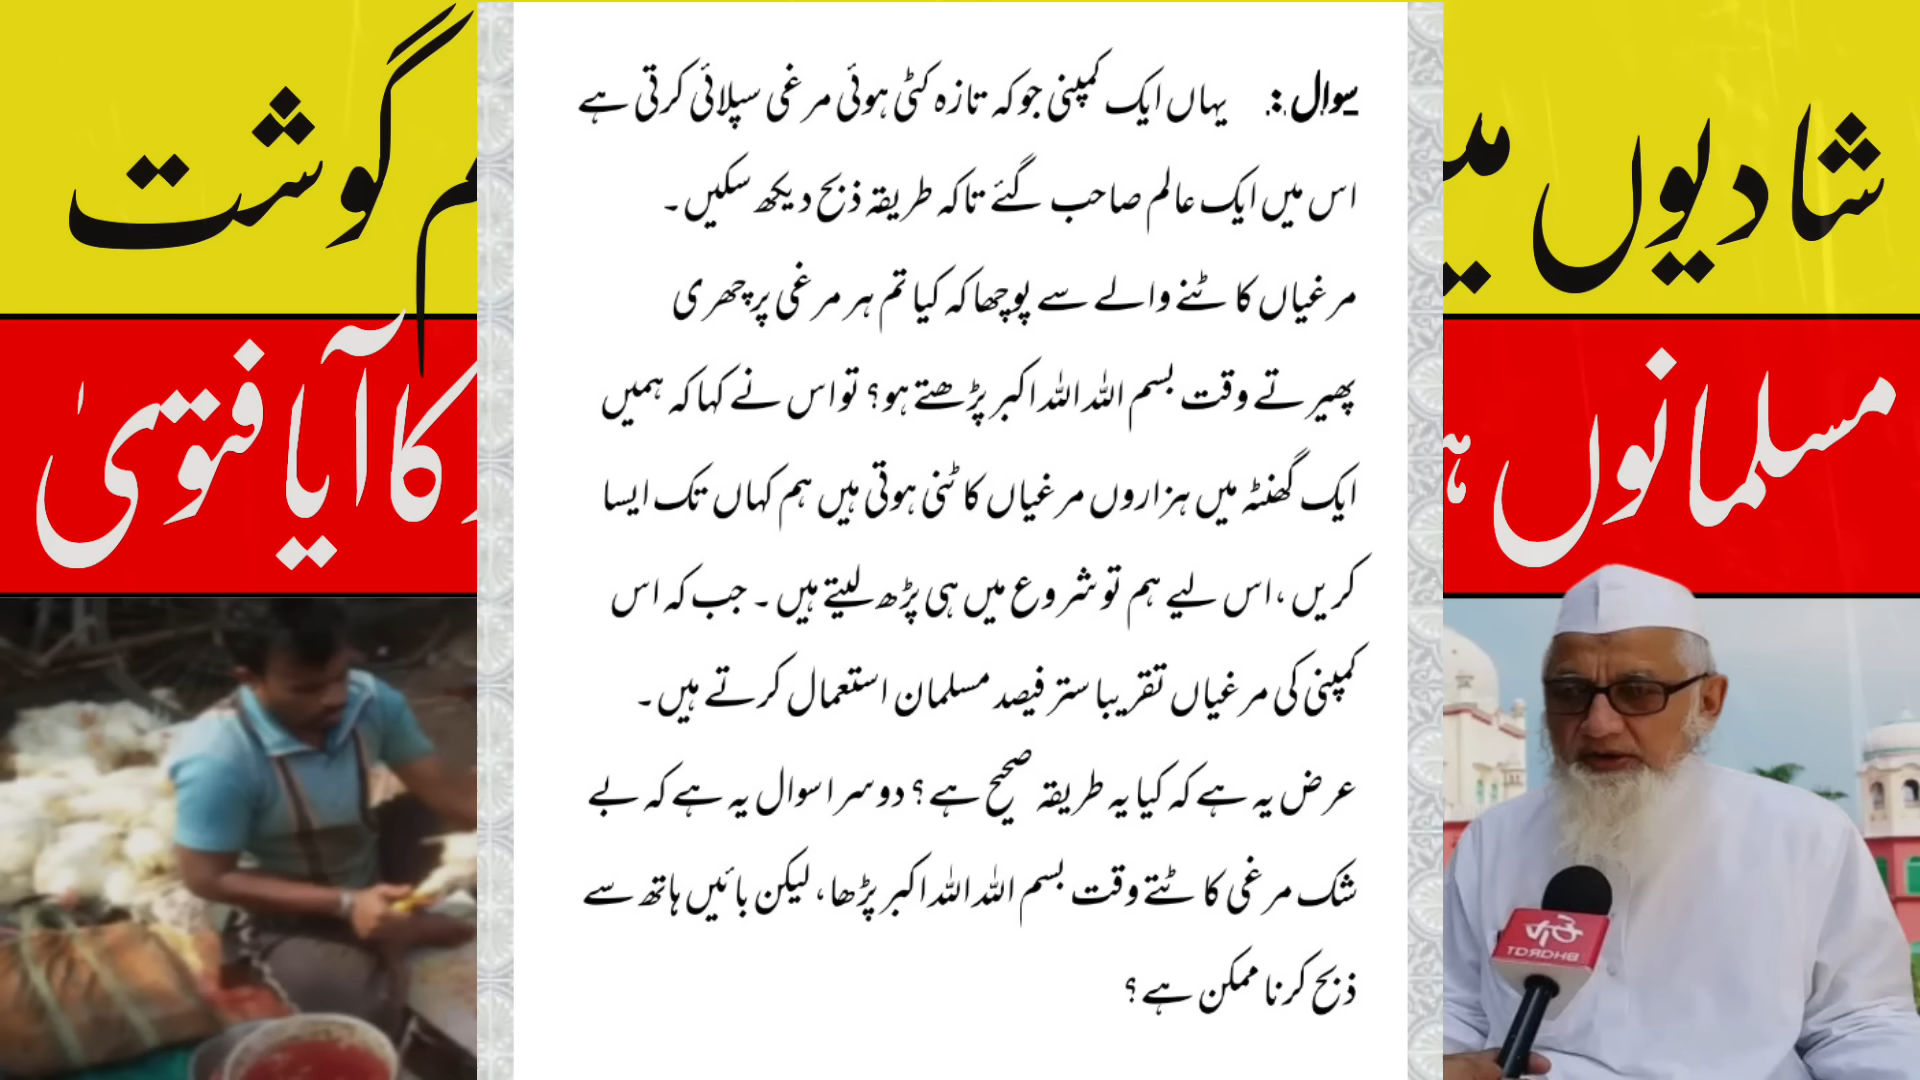 شادیوں میں
م گوشت
مسلمانوں
کا آیا فتویٰ
سوال : یہاں ایک کمپنی جو کہ تازہ کٹی ہوئی مرغی سپلائی کرتی ہے
اس میں ایک عالم صاحب گئے تاکہ طریقۂ ذبح دیکھ سکیں۔
مرغیاں کاٹنے والے سے پوچھا کہ کیا تم ہر مرغی پر چھری
پھیرتے وقت بسم اللہ اللہ اکبر پڑھتے ہو؟ تو اس نے کہا کہ ہمیں
ایک گھنٹہ میں ہزاروں مرغیاں کاٹنی ہوتی ہیں ہم کہاں تک ایسا
کریں، اس لیے ہم تو شروع میں ہی پڑھ لیتے ہیں۔ جب کہ اس
کمپنی کی مرغیاں تقریبا ستر فیصد مسلمان استعمال کرتے ہیں۔
عرض یہ ہے کہ کیا یہ طریقہ صحیح ہے؟ دوسرا سوال یہ ہے کہ بے
شک مرغی کاٹتے وقت بسم اللہ اللہ اکبر پڑھا، لیکن بائیں ہاتھ سے
ذبح کرنا ممکن ہے؟
BHARAT